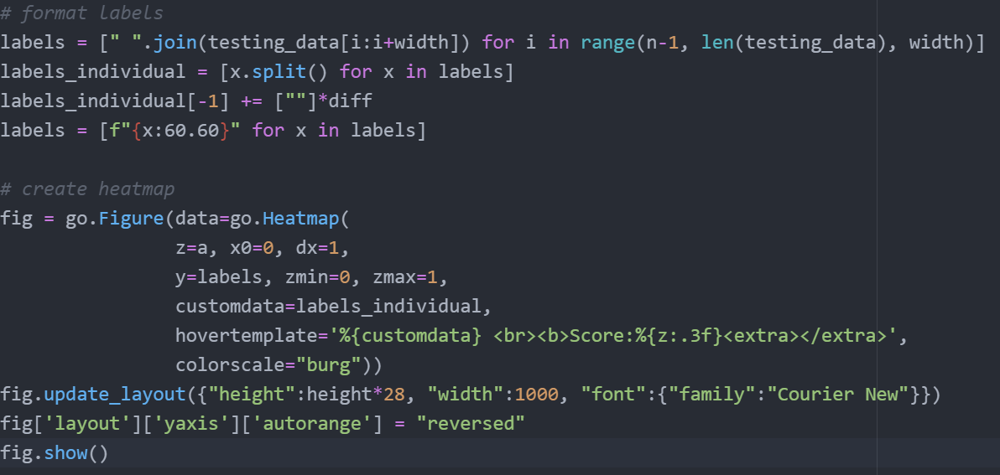 # format labels
labels = [" ".join(testing_data[i:i+width]) for i in range(n-1, len(testing_data), width)]
labels_individual = [x.split() for x in labels]
labels_individual[-1] += [""]*diff
labels = [f"{x:60.60}" for x in labels]

# create heatmap
fig = go.Figure(data=go.Heatmap(
                z=a, x0=0, dx=1,
                y=labels, zmin=0, zmax=1,
                customdata=labels_individual,
                hovertemplate='%{customdata} <br><b>Score:%{z:.3f}<extra></extra>',
                colorscale="burg"))
fig.update_layout({"height":height*28, "width":1000, "font":{"family":"Courier New"}})
fig['layout']['yaxis']['autorange'] = "reversed"
fig.show()